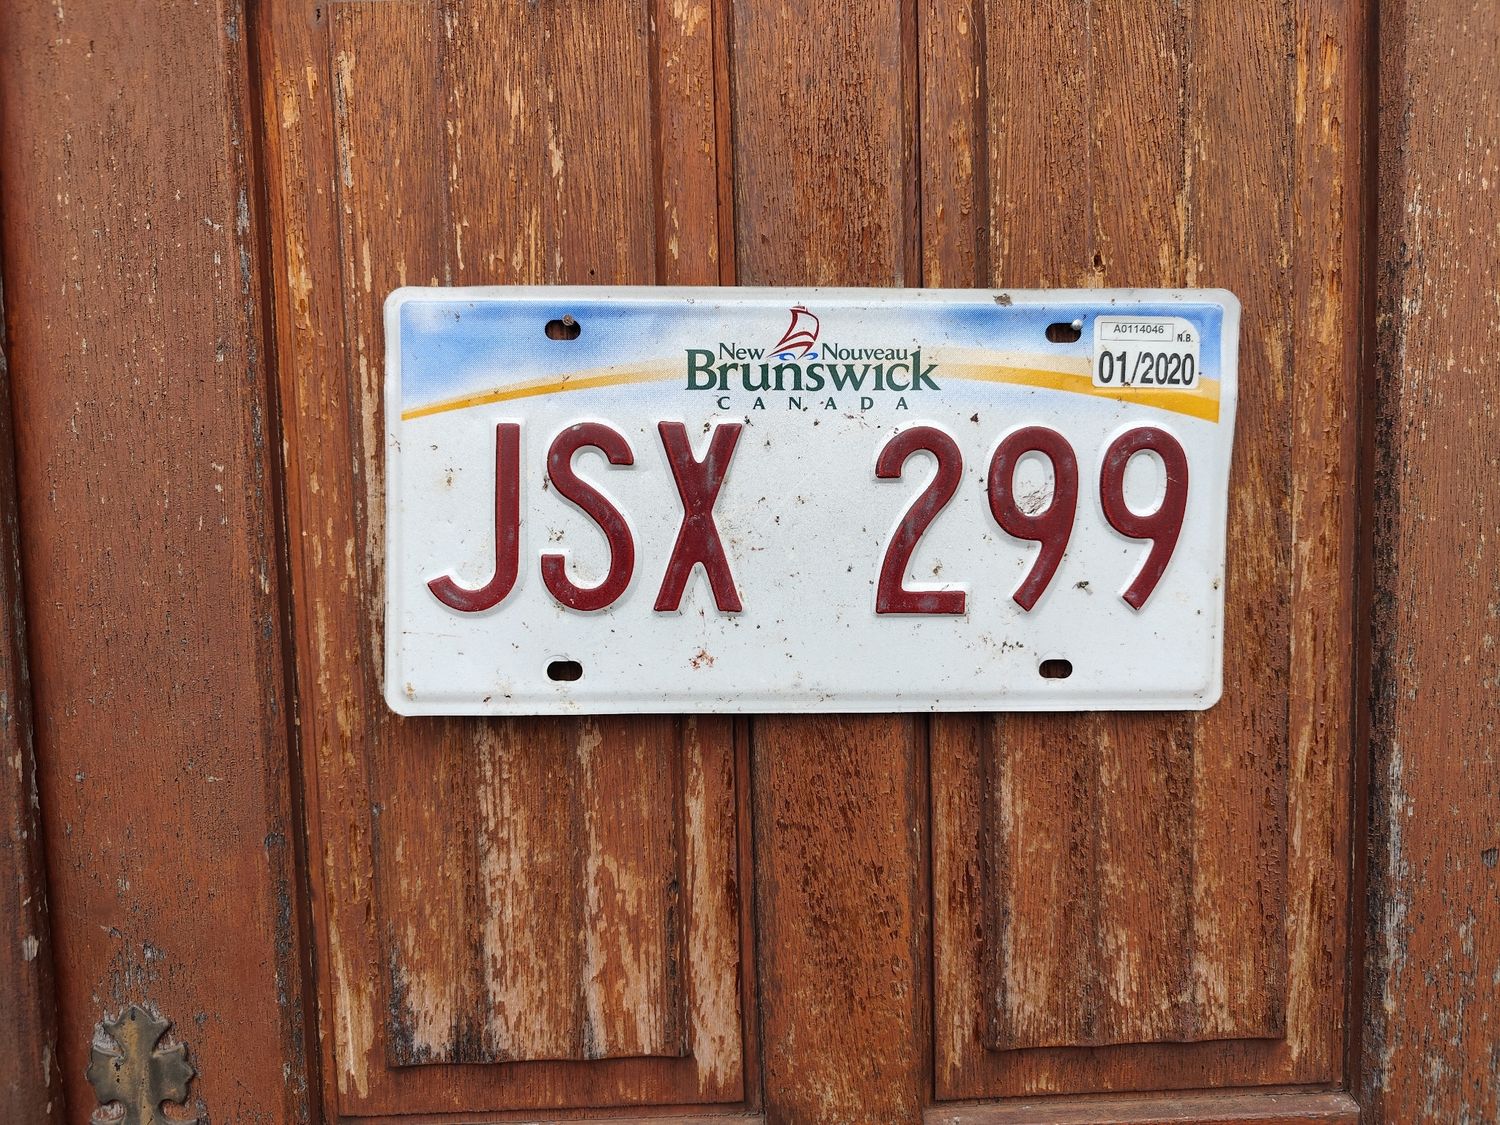 New Nouveau
Brunswick
CANADA
A0114046
N.B.
01/2020
JSX 299